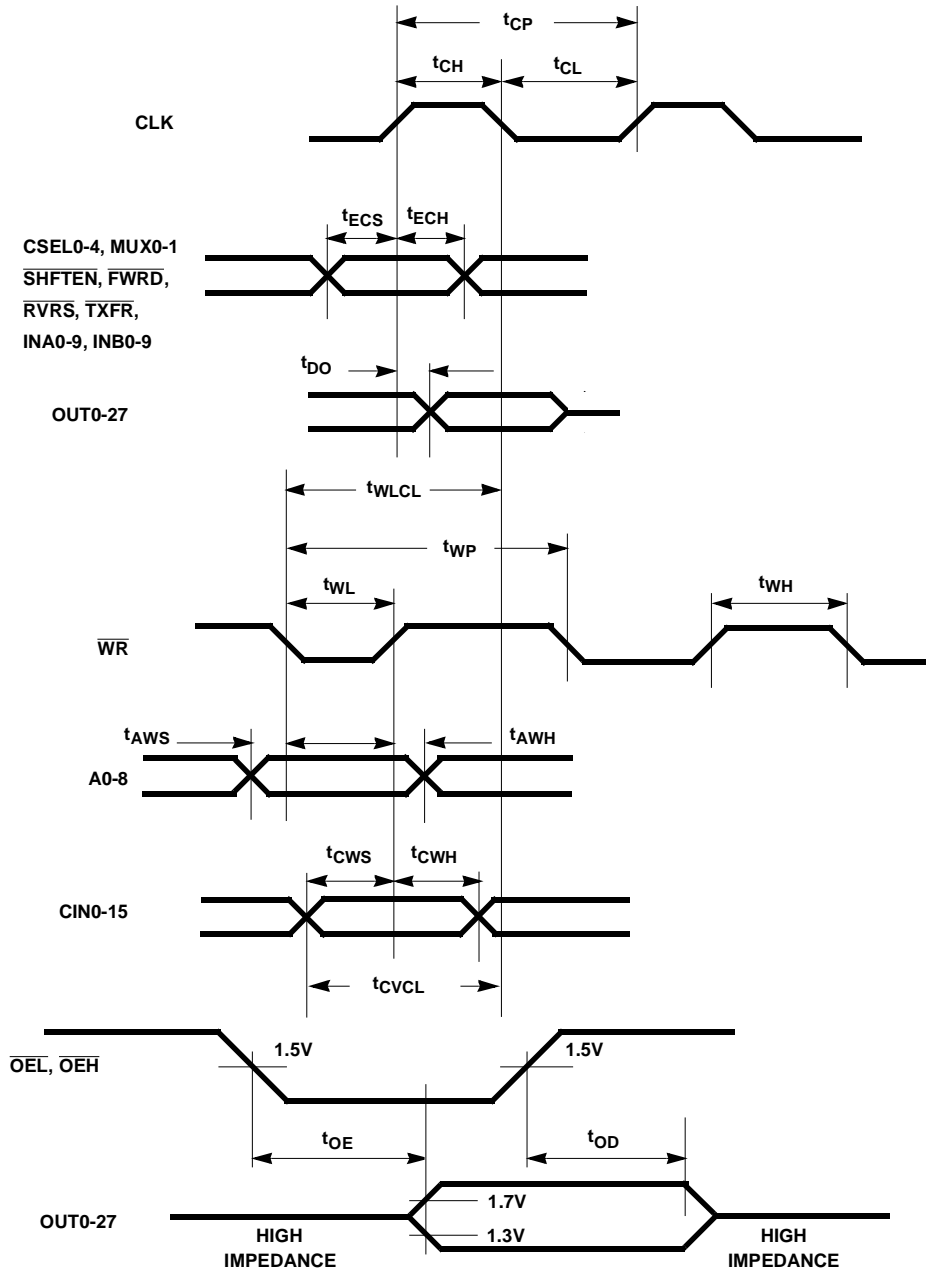 tCP
tCH
tCL
CLK
tECS
tECH
CSEL0-4, MUX0-1
SHFTEN, FWRD,
RVRS, TXFR,
INA0-9, INB0-9
tDO
OUT0-27
tWLCL
tWP
tWL
tWH
WR
tAWS
tAWH
A0-8
tCWS
tCWH
CIN0-15
tCVCL
OEL, OEH
1.5V
1.5V
tOE
tOD
1.7V
OUT0-27
1.3V
HIGH
IMPEDANCE
HIGH
IMPEDANCE